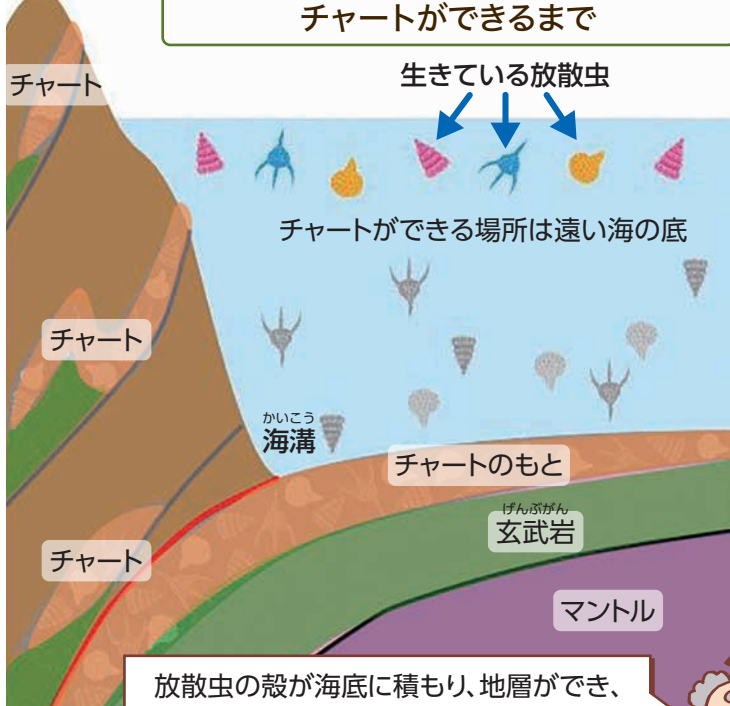 チャートができるまで
生きている放散虫
チャート
チャートができる場所は遠い海の底
チャート
かいこう
海溝
チャートのもと
げんぶがん
玄武岩
チャート
マントル
放散虫の殻が海底に積もり、地層ができ、